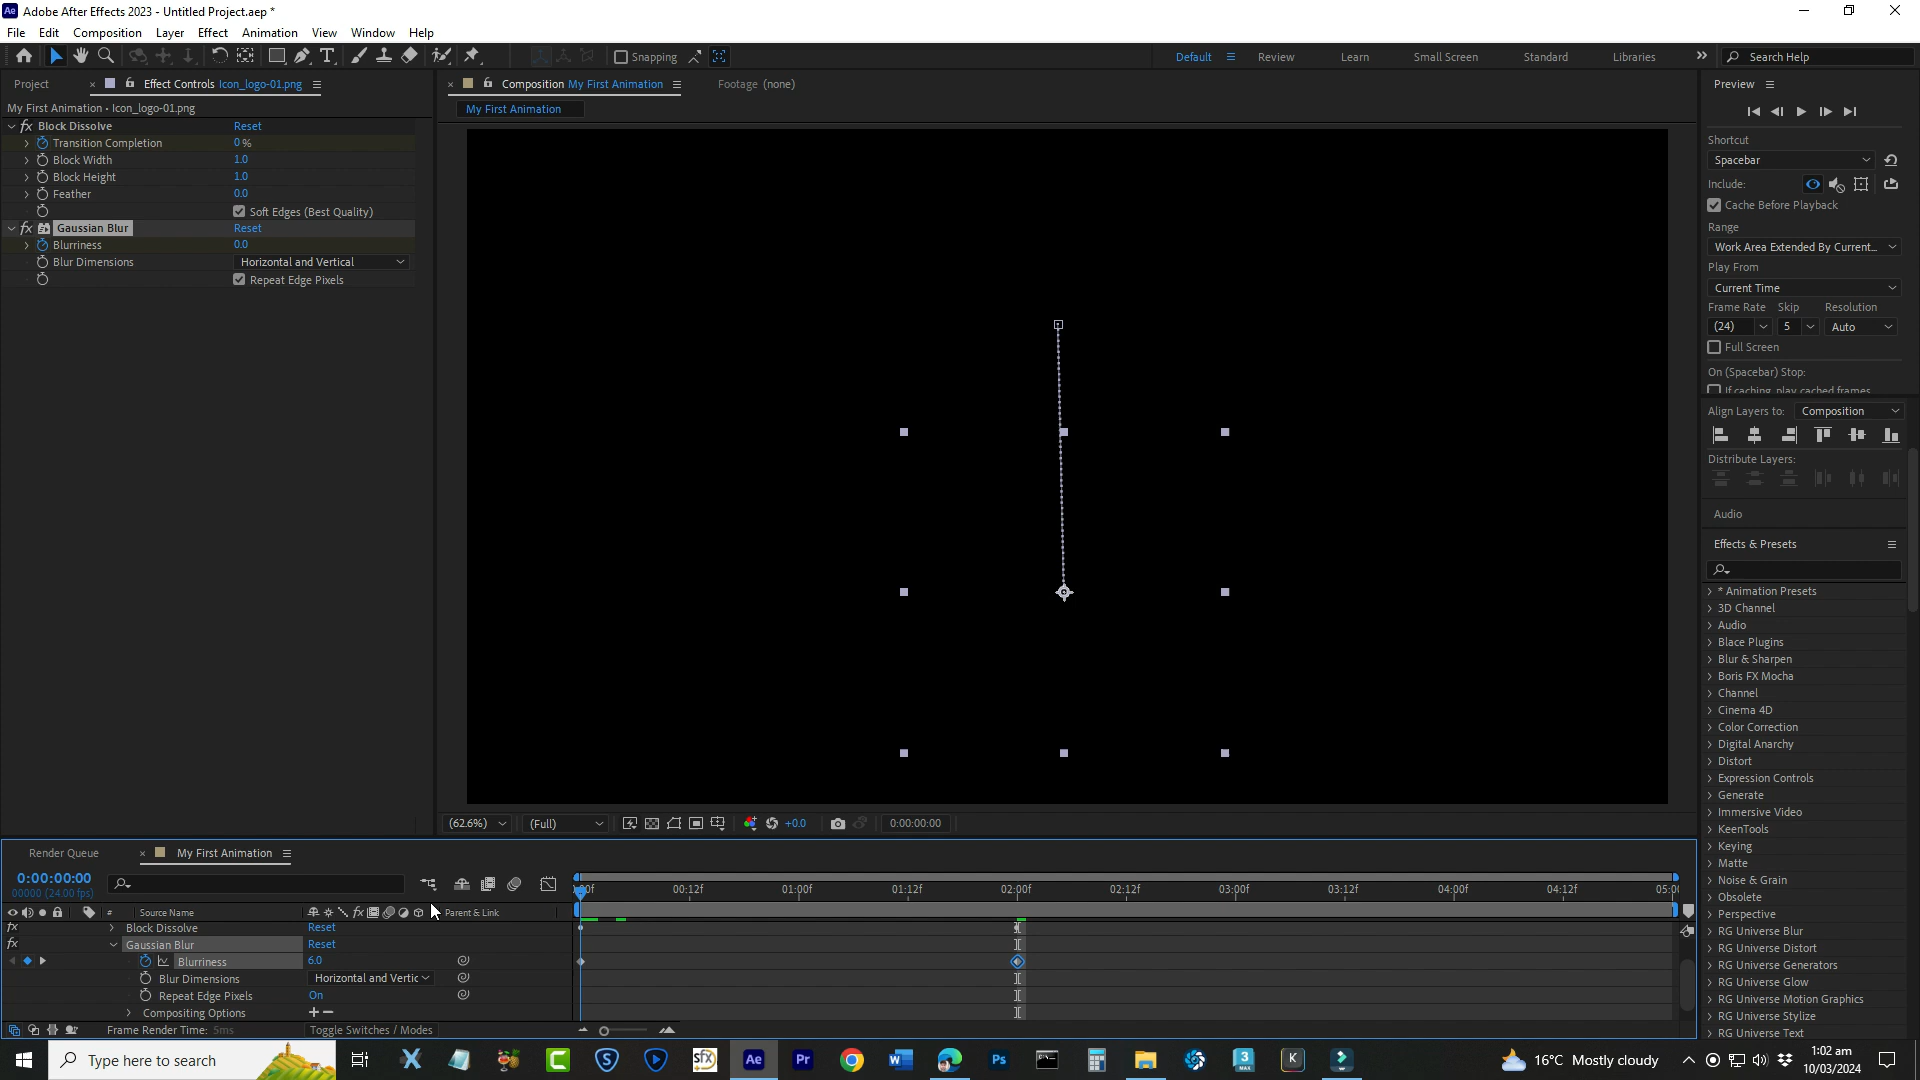 Adobe After Effects 2023 - Untitled Project.aep *
File Edit Composition Layer Effect Animation View Window Help
Snapping
Default Review Learn Small Screen Standard Libraries Search Help
Project Effect Controls Icon_logo-01.png
Composition My First Animation Footage (none)
Preview
My First Animation • Icon_logo-01.png
My First Animation
Block Dissolve Reset
Transition Completion 0 %
Block Width 1.0
Block Height 1.0
Feather 0.0
Soft Edges (Best Quality)
Gaussian Blur Reset
Blurriness 0.0
Blur Dimensions Horizontal and Vertical
Repeat Edge Pixels
Shortcut
Spacebar
Include:
Cache Before Playback
Range
Work Area Extended By Current...
Play From
Current Time
Frame Rate Skip Resolution
(24) 5 Auto
Full Screen
On (Spacebar) Stop:
If caching, play cached frames
Align Layers to: Composition
Distribute Layers:
Audio
Effects & Presets
* Animation Presets
3D Channel
Audio
Blace Plugins
Blur & Sharpen
Boris FX Mocha
Channel
Cinema 4D
Color Correction
Digital Anarchy
Distort
Expression Controls
Generate
Immersive Video
KeenTools
Keying
Matte
Noise & Grain
Obsolete
Perspective
RG Universe Blur
RG Universe Distort
RG Universe Generators
RG Universe Glow
RG Universe Motion Graphics
RG Universe Stylize
RG Universe Text
(62.6%) (Full) +0.0 0:00:00:00
Render Queue My First Animation
0:00:00:00
00000 (24.00 fps)
00:12f 01:00f 01:12f 02:00f 02:12f 03:00f 03:12f 04:00f 04:12f 05:0
# Source Name Parent & Link
Block Dissolve Reset
Gaussian Blur Reset
Blurriness 6.0
Blur Dimensions Horizontal and Vertic
Repeat Edge Pixels On
Compositing Options + −
Frame Render Time: 5ms Toggle Switches / Modes
Type here to search
16°C Mostly cloudy
1:02 am
10/03/2024